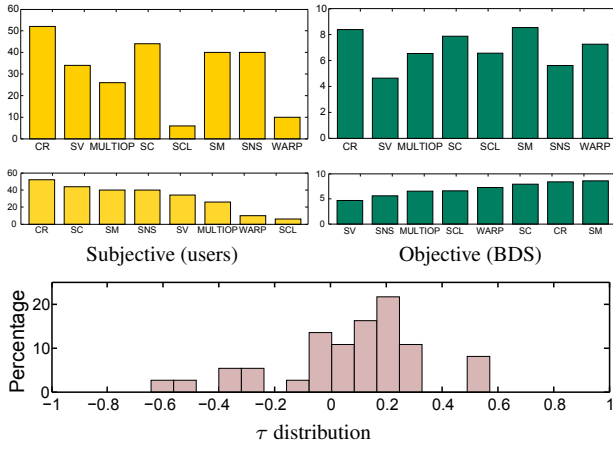 60
50
40
30
20
10
0
CR SV MULTIOP SC SCL SM SNS WARP
10
8
6
4
2
0
CR SV MULTIOP SC SCL SM SNS WARP
60
40
20
0
CR SC SM SNS SV MULTIOP WARP SCL
Subjective (users)
10
5
0
SV SNS MULTIOP SCL WARP SC CR SM
Objective (BDS)
Percentage
20
10
0
−1 −0.8 −0.6 −0.4 −0.2 0 0.2 0.4 0.6 0.8 1
τ distribution